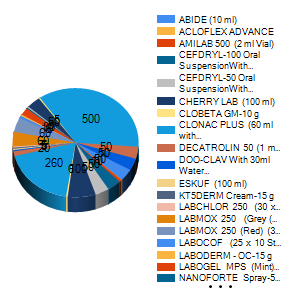 ABIDE (10 ml)
ACLOFEX ADVANCE
AMILAB 500 (2 ml Vial)
CEFDRYL-100 Oral
SuspensionWith...
CEFDRYL-50 Oral
SuspensionWith...
CHERRY LAB (100 ml)
CLOBETA GM-10 g
CLONAC PLUS (60 ml
with...
DECATROLIN 50 (1 m...
DOO-CLAV With 30ml
Water...
ESKUF (100 ml)
KT5DERM Cream-15 g
LABCHLOR 250 (30 x...
LABMOX 250 (Grey (...
LABMOX 250 (Red) (3...
LABOCOF (25 x 10 St...
LABODERM - OC-15 g
LABOGEL MPS (Mint)...
NANOFORTE Spray-5...
• • •
500
50
260